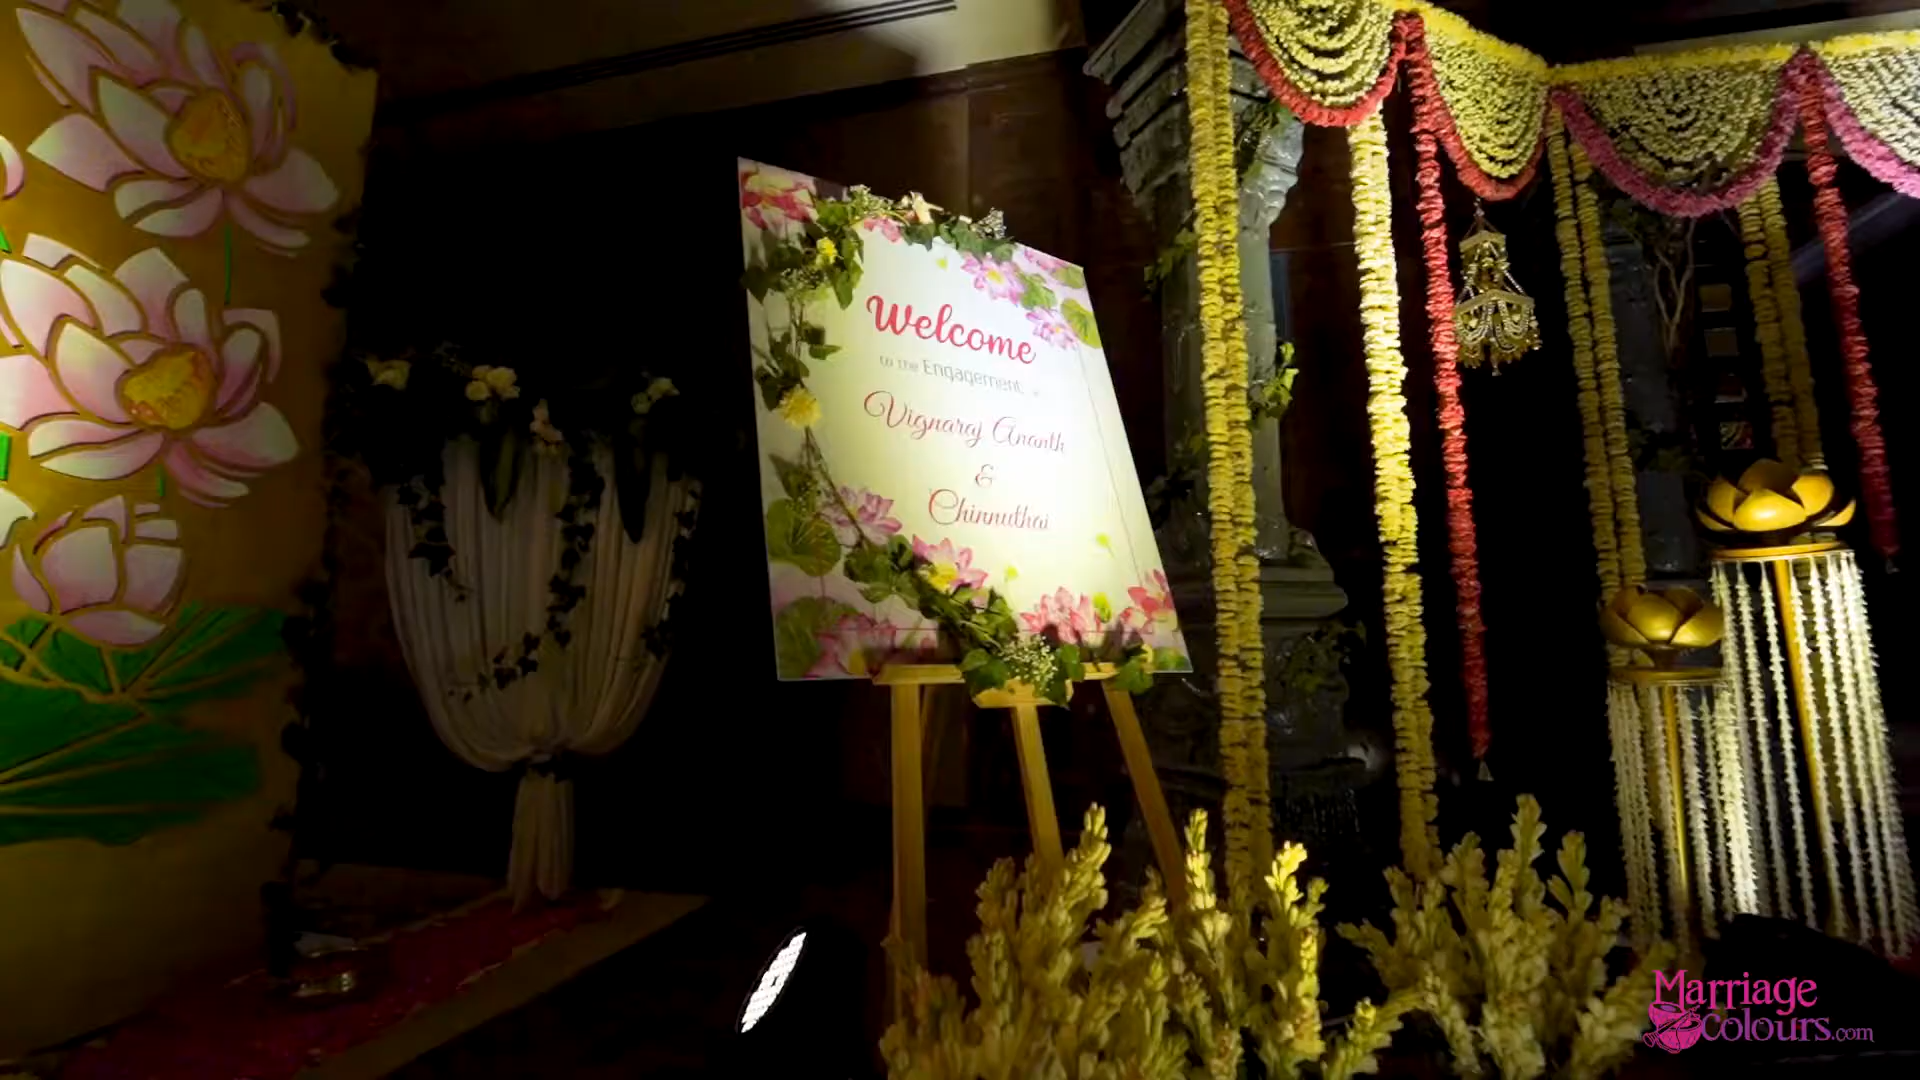 Welcome
to the Engagement
Vignaraj Ananth
&
Chinnuthai
Marriage
colours.com